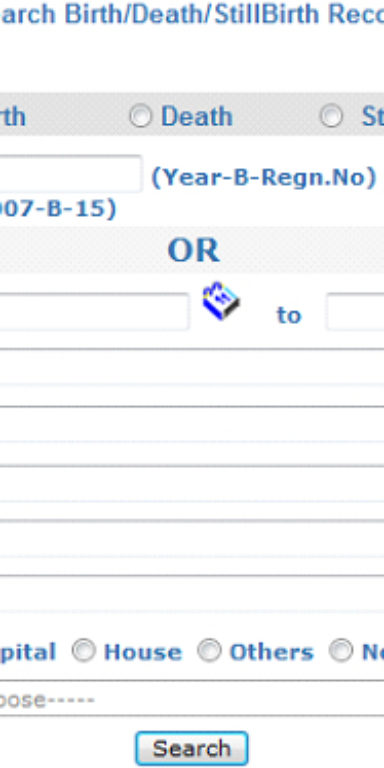 arch Birth/Death/StillBirth Reco
rth Death St
(Year-B-Regn.No)
007-B-15)
OR
to
pital House Others No
oose-----
Search